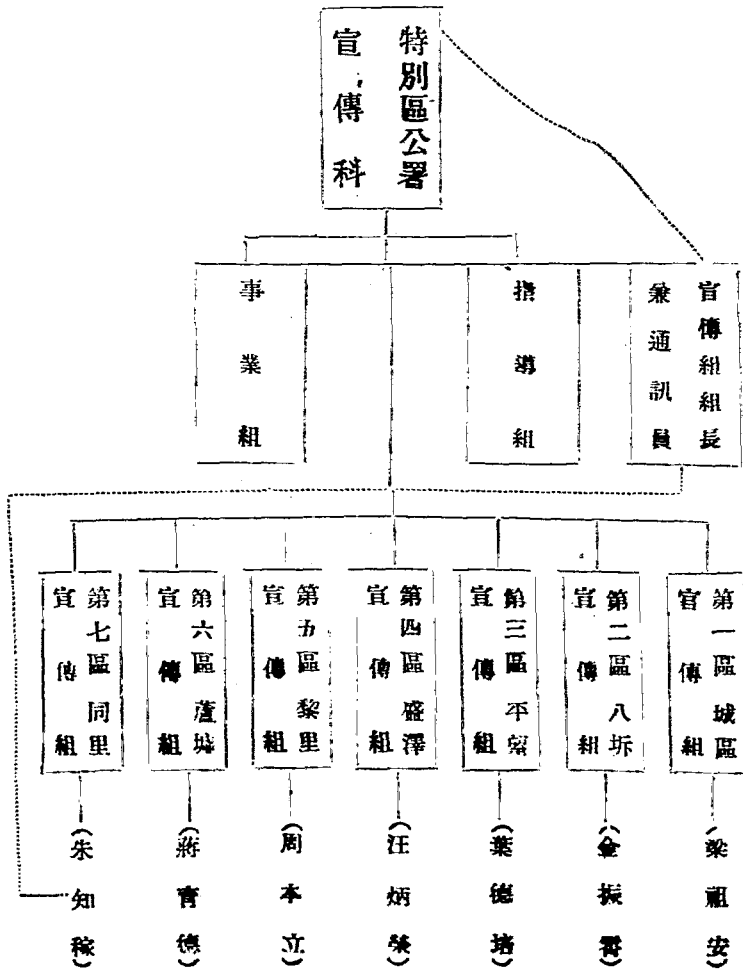 特別區公署
宣傳科
宣傳組組長
兼通訊員
指導組
事業組
第一區城區
宣傳組
第二區八坼
宣傳組
第三區平望
宣傳組
第四區盛澤
宣傳組
第五區黎里
宣傳組
第六區蘆墟
宣傳組
第七區同里
宣傳組
(梁祖安)
(金振霄)
(葉德培)
(汪炳榮)
(周本立)
(蔣育德)
(朱知稼)